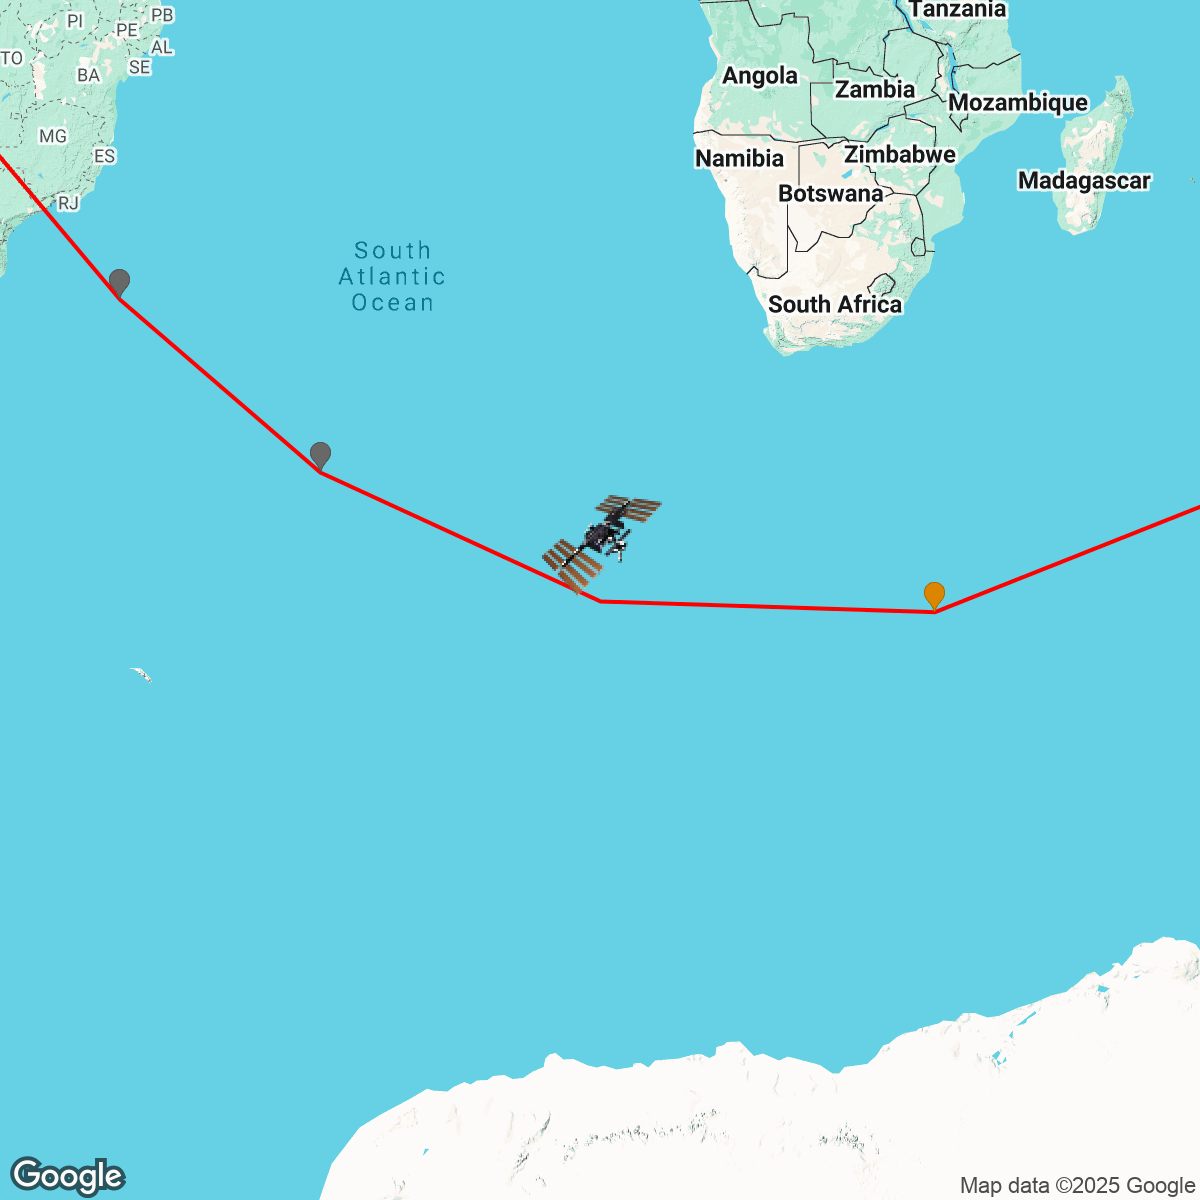 Tanzania
PI
PB
PE
AL
TO
SE
BA
Angola
Zambia
Mozambique
MG
ES
Namibia
Zimbabwe
Botswana
Madagascar
RJ
South
Atlantic
Ocean
South Africa
Google
Map data ©2025 Google